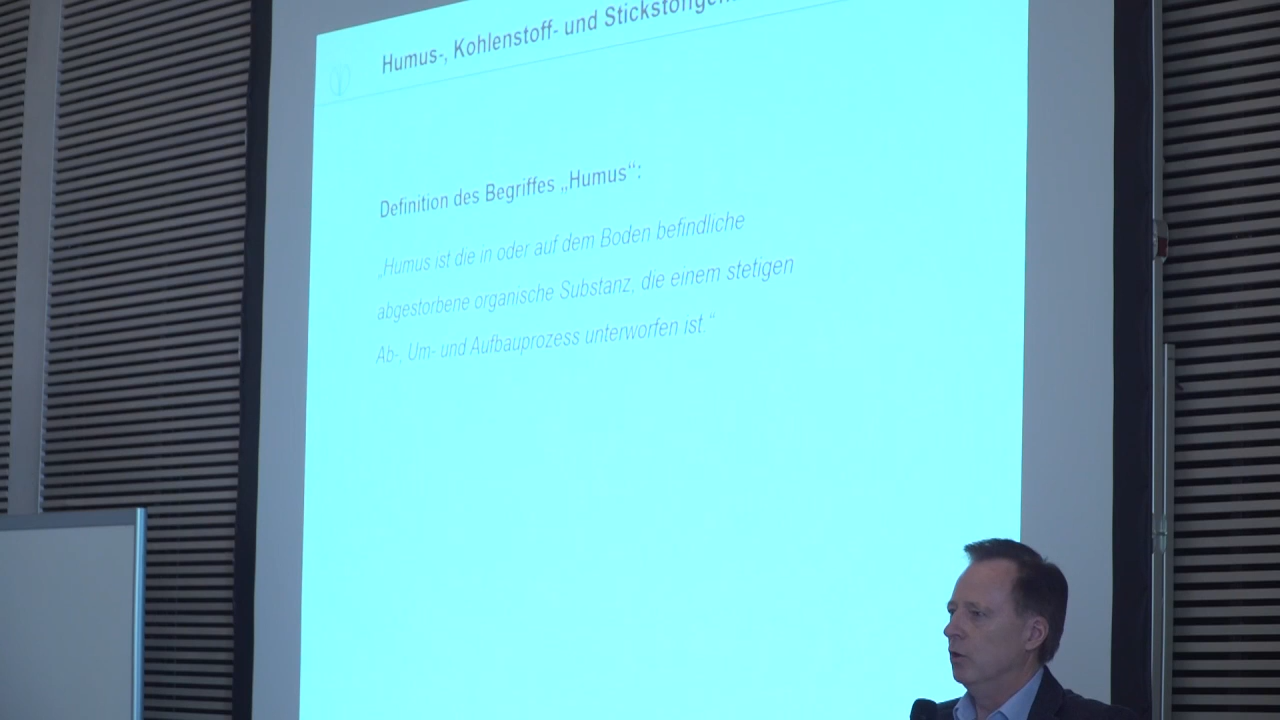 Humus-, Kohlenstoff- und
Definition des Begriffes „Humus“:
„Humus ist die in oder auf dem Boden befindliche
abgestorbene organische Substanz, die einem stetigen
Ab-, Um- und Aufbauprozess unterworfen ist.“